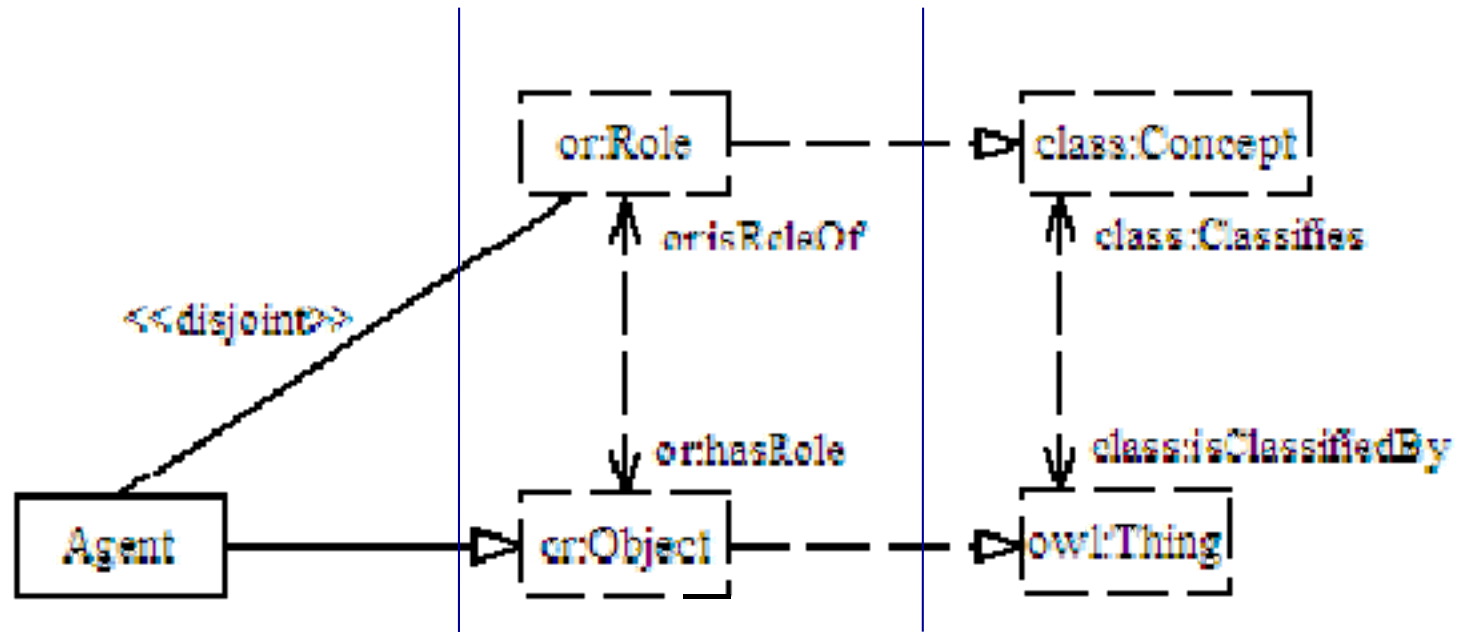 or:Role
class:Concept
or:isRoleOf
class:Classifies
<<disjoint>>
or:hasRole
class:isClassifiedBy
Agent
or:Object
owl:Thing